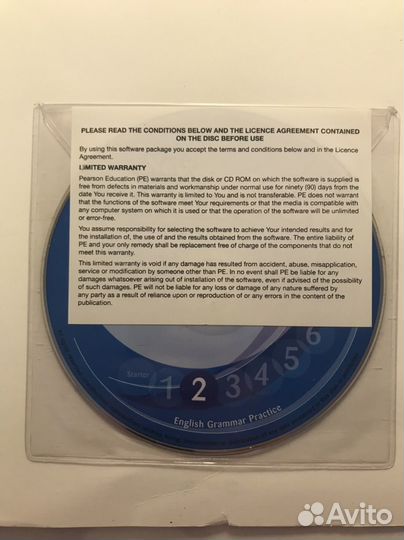 PLEASE READ THE CONDITIONS BELOW AND THE LICENCE AGREEMENT CONTAINED
ON THE DISC BEFORE USE
By using this software package you accept the terms and conditions below and in the Licence
Agreement.
LIMITED WARRANTY
Pearson Education (PE) warrants that the disk or CD ROM on which the software is supplied is
free from defects in materials and workmanship under normal use for ninety (90) days from the
date You receive it. This warranty is limited to You and is not transferable. PE does not warrant
that the functions of the software meet Your requirements or that the media is compatible with
any computer system on which it is used or that the operation of the software will be unlimited
or error-free.
You assume responsibility for selecting the software to achieve Your intended results and for
the installation of, the use of and the results obtained from the software. The entire liability of
PE and your only remedy shall be replacement free of charge of the components that do not
meet this warranty.
This limited warranty is void if any damage has resulted from accident, abuse, misapplication,
service or modification by someone other than PE. In no event shall PE be liable for any
damages whatsoever arising out of installation of the software, even if advised of the possibility
of such damages. PE will not be liable for any loss or damage of any nature suffered by
any party as a result of reliance upon or reproduction of or any errors in the content of the
publication.
Starter 1 2 3 4 5 6
English Grammar Practice
Avito